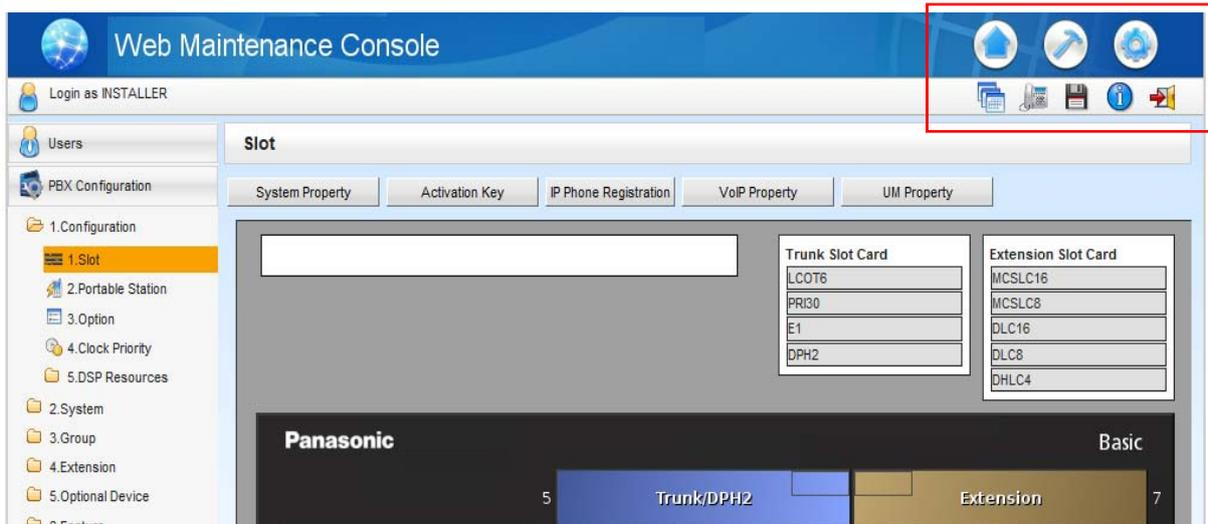 Web Maintenance Console
Login as INSTALLER
Users
PBX Configuration
1.Configuration
1.Slot
2.Portable Station
3.Option
4.Clock Priority
5.DSP Resources
2.System
3.Group
4.Extension
5.Optional Device
Slot
System Property
Activation Key
IP Phone Registration
VoIP Property
UM Property
Trunk Slot Card
LCOT6
PRI30
E1
DPH2
Extension Slot Card
MCSLC16
MCSLC8
DLC16
DLC8
DHLC4
Panasonic
Basic
5
Trunk/DPH2
Extension
7